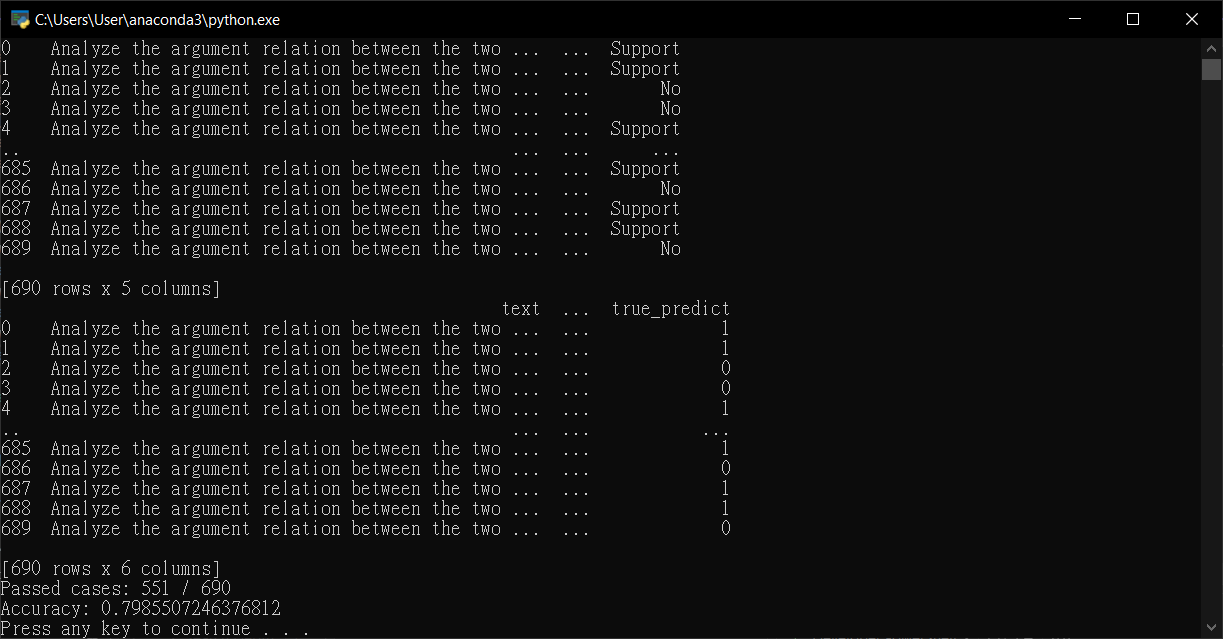 C:\Users\User\anaconda3\python.exe
0    Analyze the argument relation between the two ...  ...  Support
1    Analyze the argument relation between the two ...  ...  Support
2    Analyze the argument relation between the two ...  ...       No
3    Analyze the argument relation between the two ...  ...       No
4    Analyze the argument relation between the two ...  ...  Support
..                                                 ...  ...      ...
685  Analyze the argument relation between the two ...  ...  Support
686  Analyze the argument relation between the two ...  ...       No
687  Analyze the argument relation between the two ...  ...  Support
688  Analyze the argument relation between the two ...  ...  Support
689  Analyze the argument relation between the two ...  ...       No
[690 rows x 5 columns]
                                                  text  ...  true_predict
0    Analyze the argument relation between the two ...  ...             1
1    Analyze the argument relation between the two ...  ...             1
2    Analyze the argument relation between the two ...  ...             0
3    Analyze the argument relation between the two ...  ...             0
4    Analyze the argument relation between the two ...  ...             1
..                                                 ...  ...           ...
685  Analyze the argument relation between the two ...  ...             1
686  Analyze the argument relation between the two ...  ...             0
687  Analyze the argument relation between the two ...  ...             1
688  Analyze the argument relation between the two ...  ...             1
689  Analyze the argument relation between the two ...  ...             0
[690 rows x 6 columns]
Passed cases: 551 / 690
Accuracy: 0.7985507246376812
Press any key to continue . . .